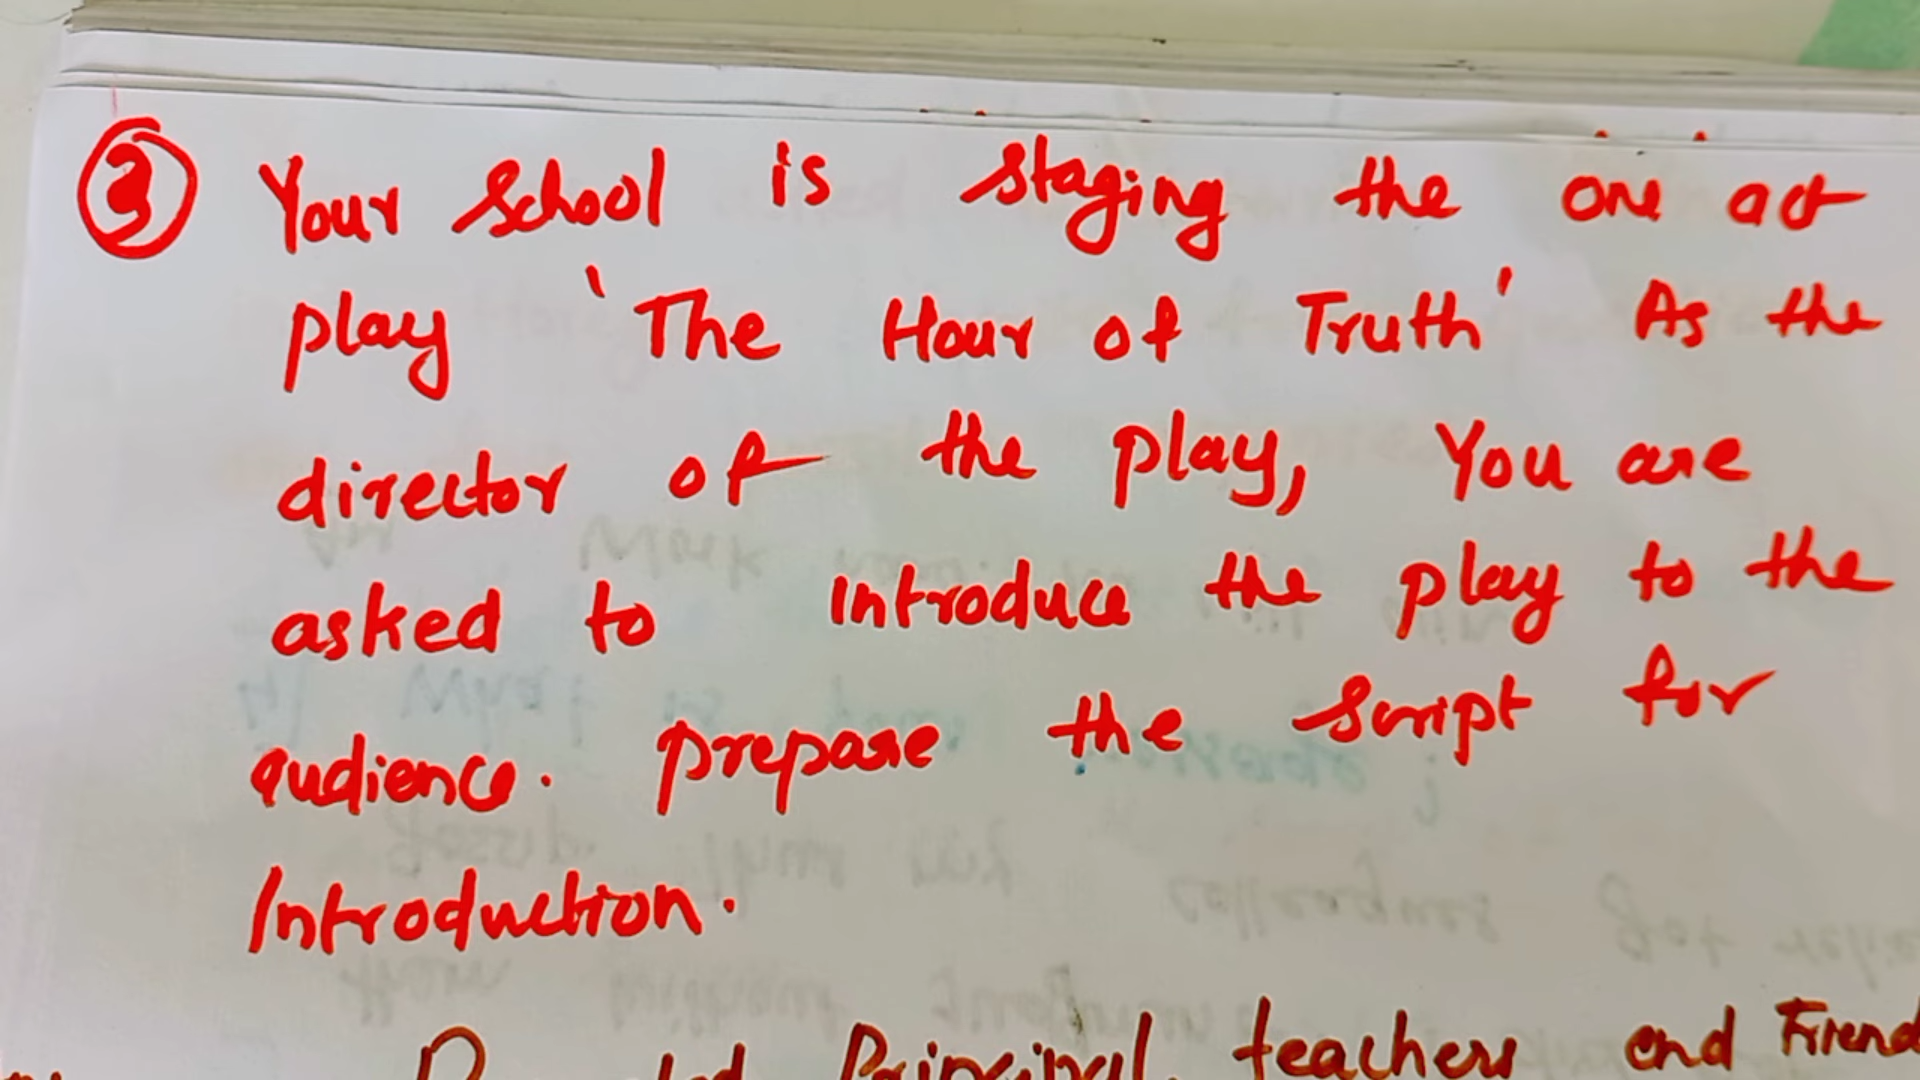 3 Your School is staging the one act
play 'The Hour of Truth' As the
director of the play, You are
asked to introduce the play to the
audience. prepare the script for
Introduction.
Principal, teachers and Friend